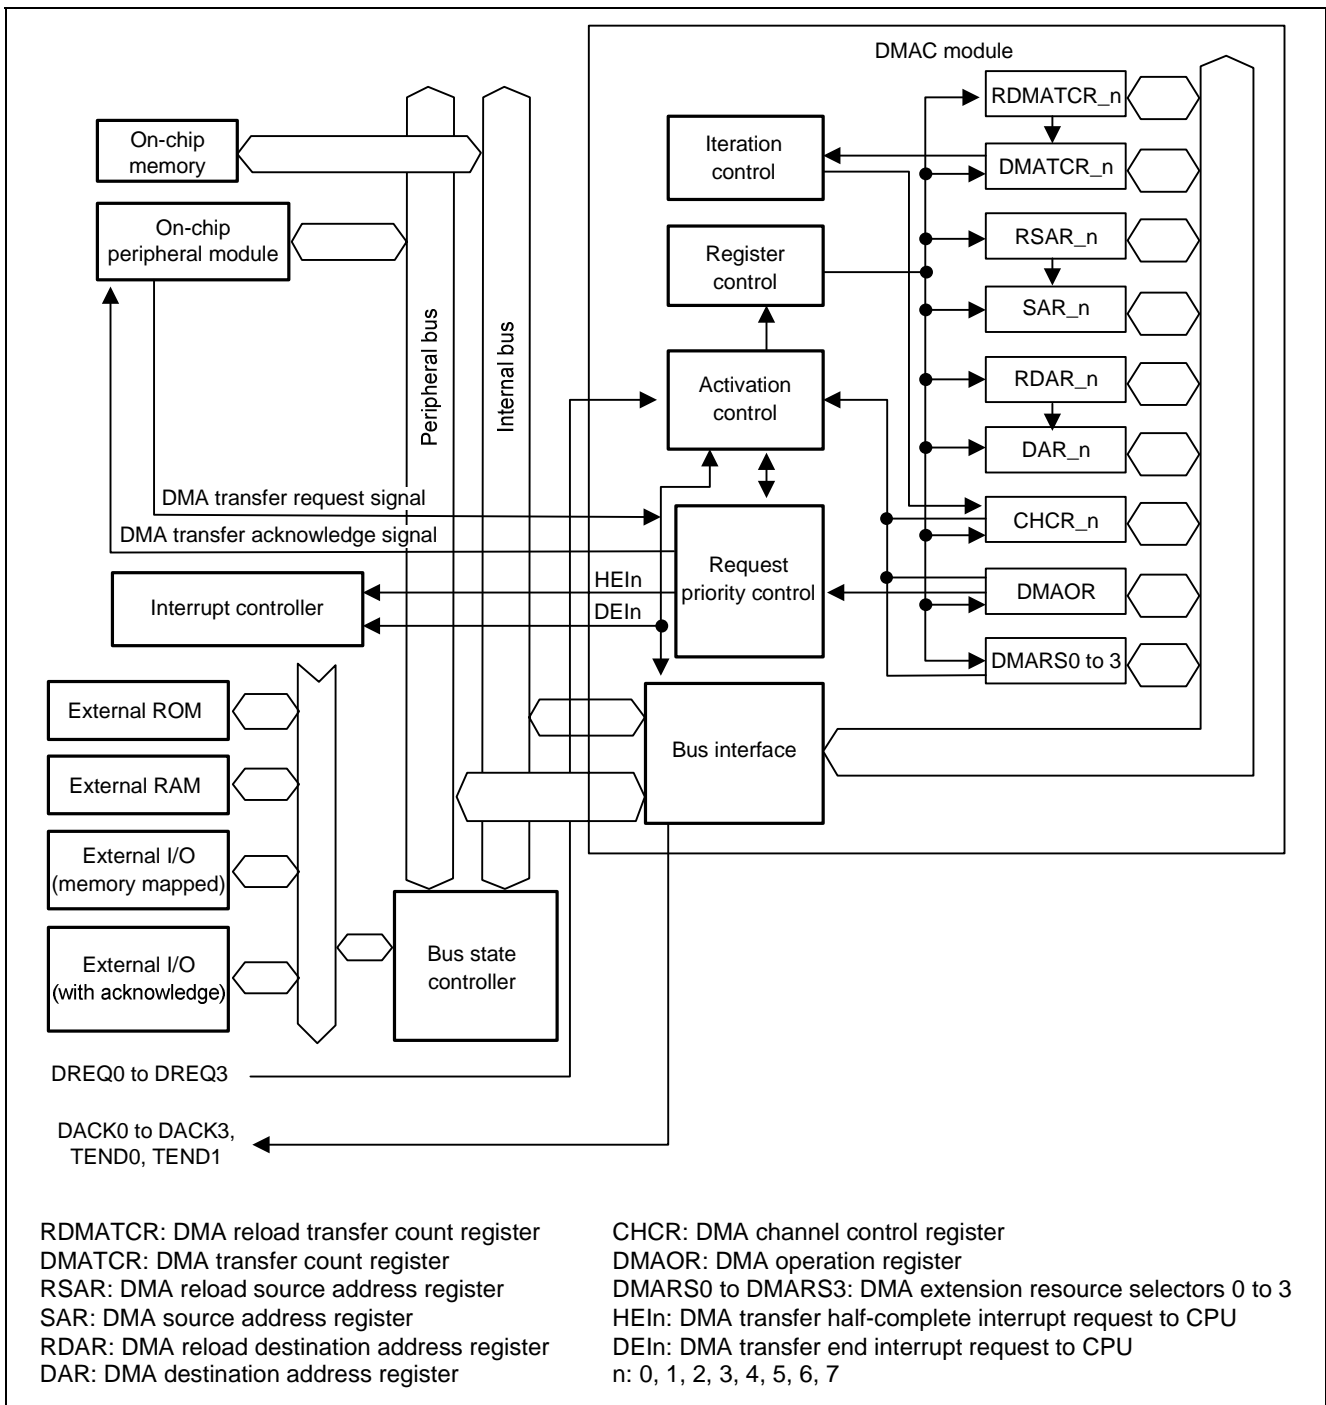 DMAC module
RDMATCR_n
On-chip
memory
Iteration
control
DMATCR_n
On-chip
peripheral module
RSAR_n
Register
control
SAR_n
Peripheral bus
Internal bus
RDAR_n
Activation
control
DAR_n
DMA transfer request signal
CHCR_n
DMA transfer acknowledge signal
Request
priority control
HEIn
DMAOR
Interrupt controller
DEIn
DMARS0 to 3
External ROM
Bus interface
External RAM
External I/O
(memory mapped)
Bus state
controller
External I/O
(with acknowledge)
DREQ0 to DREQ3
DACK0 to DACK3,
TEND0, TEND1
RDMATCR: DMA reload transfer count register
DMATCR: DMA transfer count register
RSAR: DMA reload source address register
SAR: DMA source address register
RDAR: DMA reload destination address register
DAR: DMA destination address register
CHCR: DMA channel control register
DMAOR: DMA operation register
DMARS0 to DMARS3: DMA extension resource selectors 0 to 3
HEIn: DMA transfer half-complete interrupt request to CPU
DEIn: DMA transfer end interrupt request to CPU
n: 0, 1, 2, 3, 4, 5, 6, 7